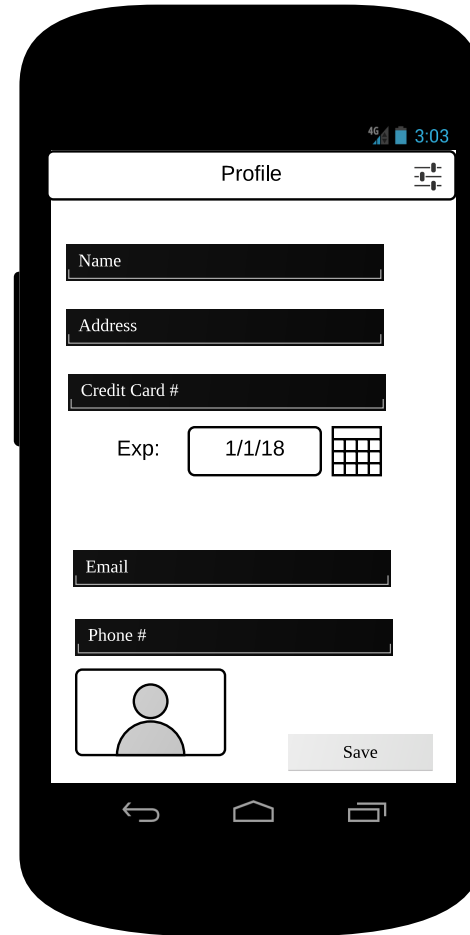 4G 3:03
Profile
Name
Address
Credit Card #
Exp: 1/1/18
Email
Phone #
Save